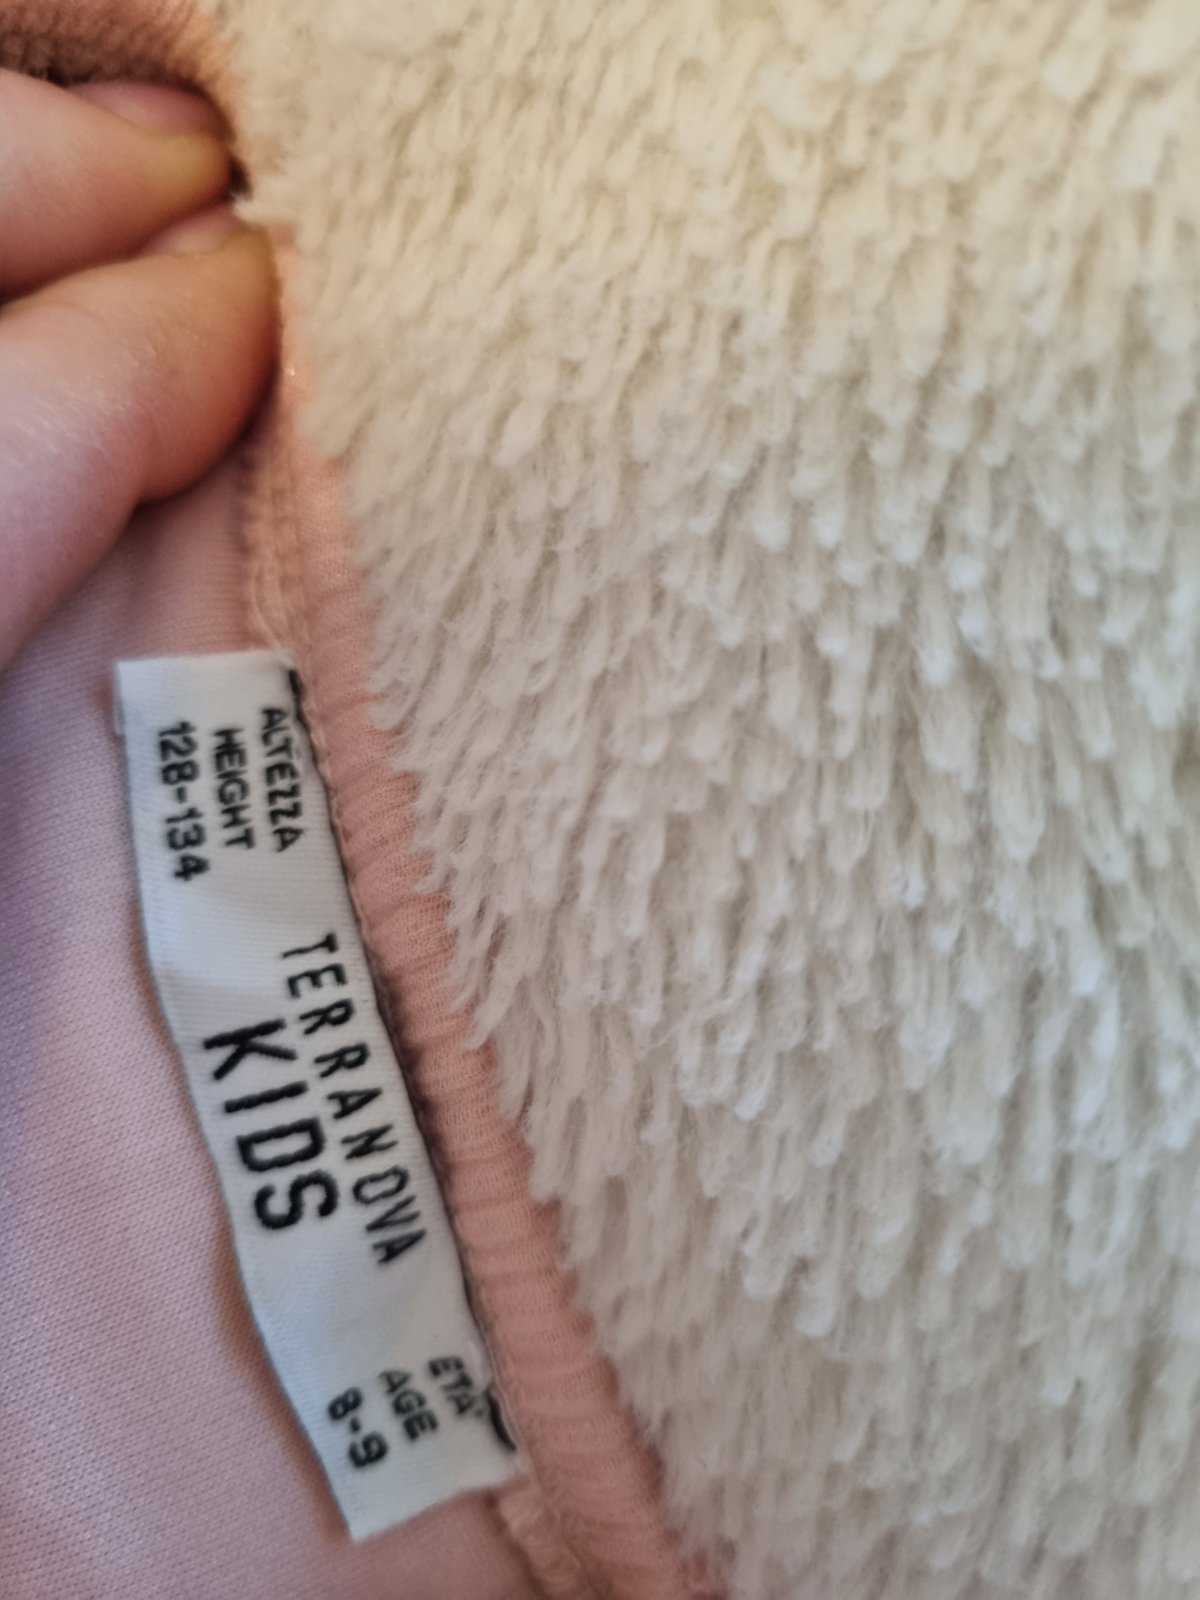 ALTEZZA
HEIGHT
128-134
TERRANOVA
KIDS
ETA'
AGE
8-9